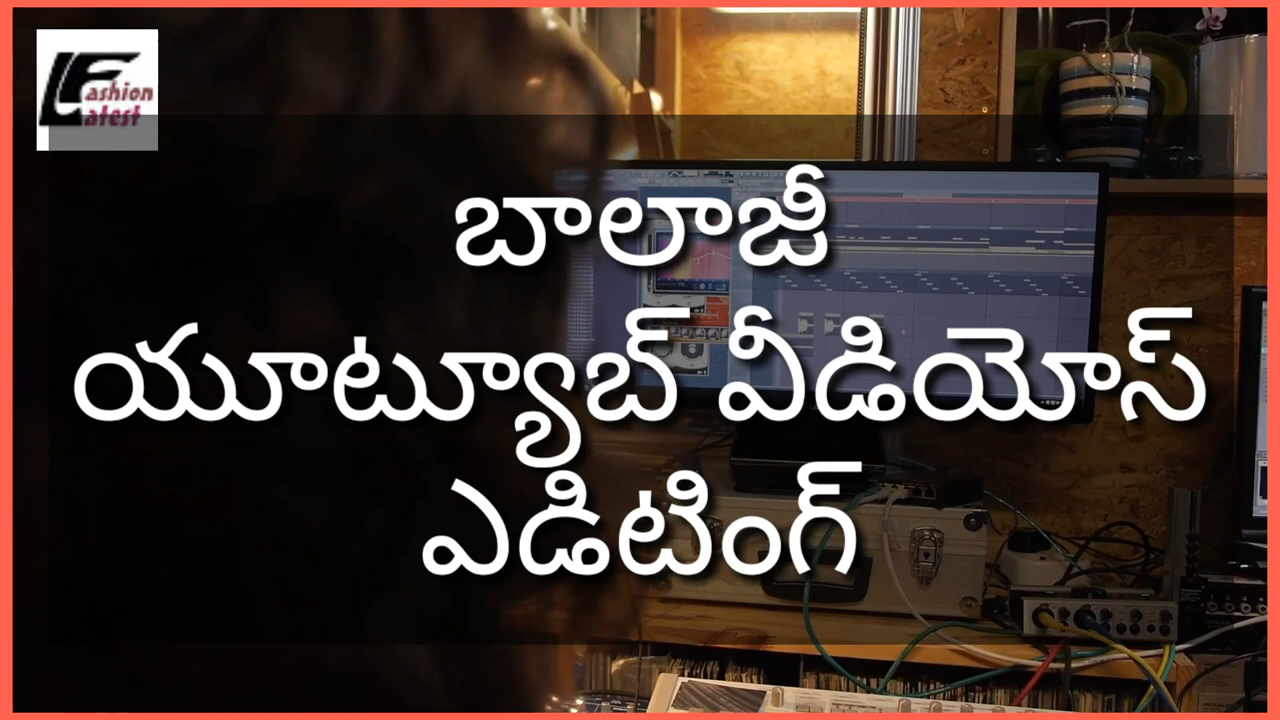 Fashion
Latest
బాలాజీ
యూట్యూబ్ వీడియోస్
ఎడిటింగ్